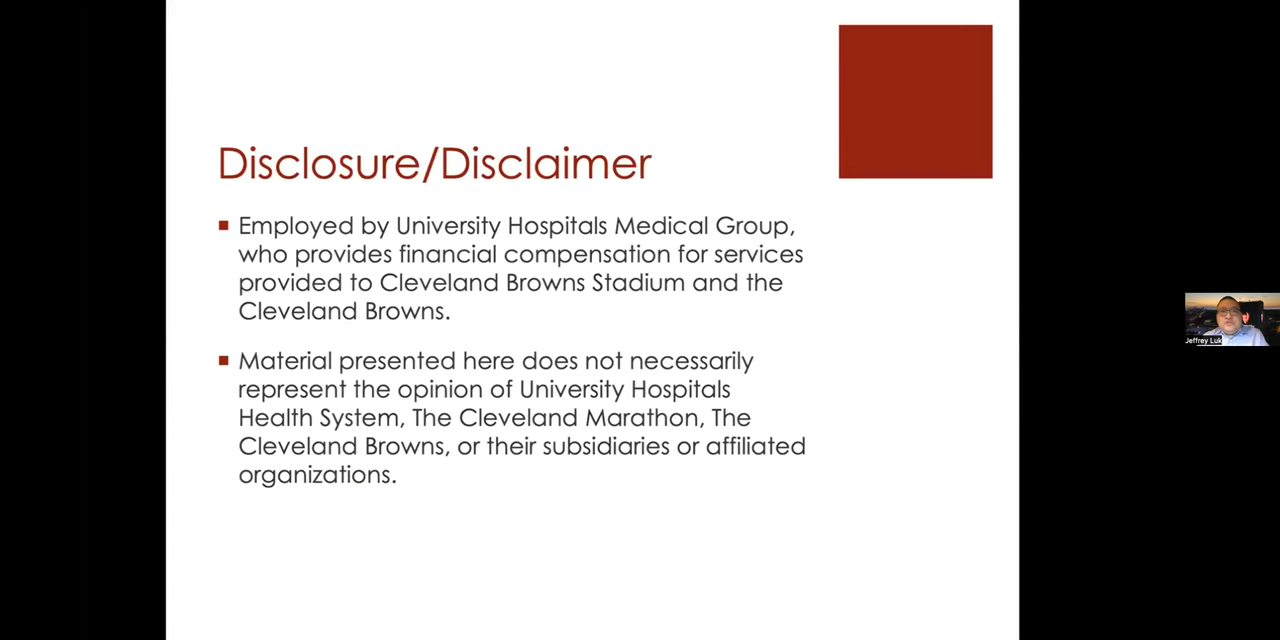 Disclosure/Disclaimer
Employed by University Hospitals Medical Group,
who provides financial compensation for services
provided to Cleveland Browns Stadium and the
Cleveland Browns.
Material presented here does not necessarily
represent the opinion of University Hospitals
Health System, The Cleveland Marathon, The
Cleveland Browns, or their subsidiaries or affiliated
organizations.
Jeffrey Luk